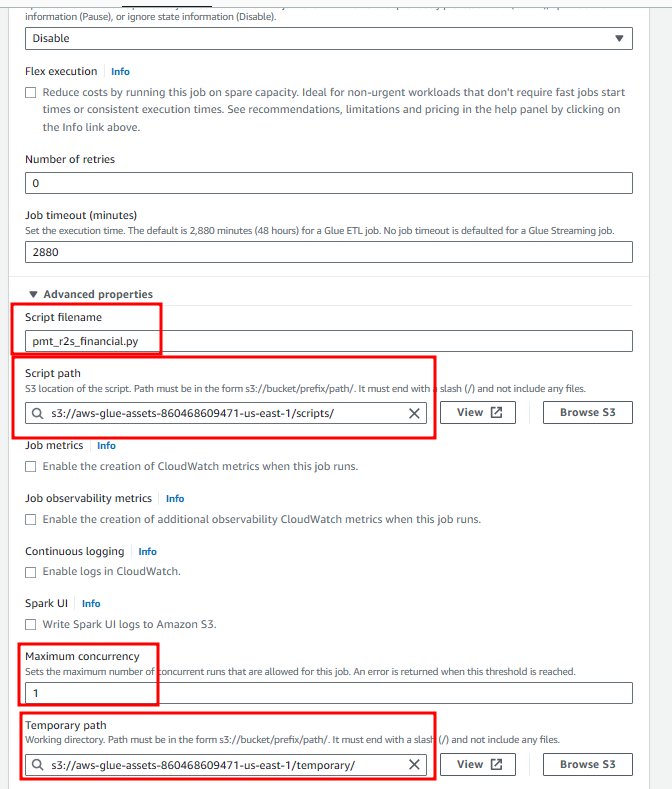 information (Pause), or ignore state information (Disable).
Disable
Flex execution Info
Reduce costs by running this job on spare capacity. Ideal for non-urgent workloads that don't require fast jobs start
times or consistent execution times. See recommendations, limitations and pricing in the help panel by clicking on
the Info link above.
Number of retries
0
Job timeout (minutes)
Set the execution time. The default is 2,880 minutes (48 hours) for a Glue ETL job. No job timeout is defaulted for a Glue Streaming job.
2880
Advanced properties
Script filename
pmt_r2s_financial.py
Script path
S3 location of the script. Path must be in the form s3://bucket/prefix/path/. It must end with a slash (/) and not include any files.
s3://aws-glue-assets-860468609471-us-east-1/scripts/ View Browse S3
Job metrics Info
Enable the creation of CloudWatch metrics when this job runs.
Job observability metrics Info
Enable the creation of additional observability CloudWatch metrics when this job runs.
Continuous logging Info
Enable logs in CloudWatch.
Spark UI Info
Write Spark UI logs to Amazon S3.
Maximum concurrency
Sets the maximum number of concurrent runs that are allowed for this job. An error is returned when this threshold is reached.
1
Temporary path
Working directory. Path must be in the form s3://bucket/prefix/path/. It must end with a slash (/) and not include any files.
s3://aws-glue-assets-860468609471-us-east-1/temporary/ View Browse S3